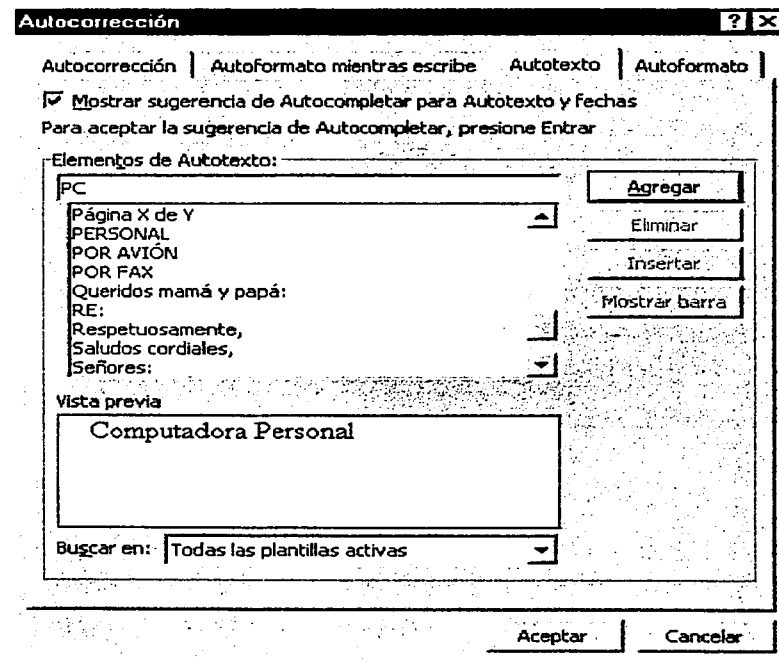 Autocorrección
Autocorrección Autoformato mientras escribe Autotexto Autoformato
Mostrar sugerencia de Autocompletar para Autotexto y fechas
Para aceptar la sugerencia de Autocompletar, presione Entrar
Elementos de Autotexto:
PC
Agregar
Página X de Y
PERSONAL
POR AVIÓN
POR FAX
Queridos mamá y papá:
RE:
Respetuosamente,
Saludos cordiales,
Señores:
Eliminar
Insertar
Mostrar barra
Vista previa
Computadora Personal
Buscar en: Todas las plantillas activas
Aceptar Cancelar